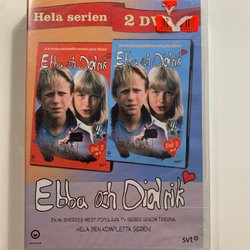 Hela serien
2 DV
Ebba och Didrik
Ebba och Didrik
Ebba och Didrik
EN AV SVERIGES MEST POPULÄRA TV-SERIER GENOM TIDERNA.
HELA DEN KOMPLETTA SERIEN!
svt